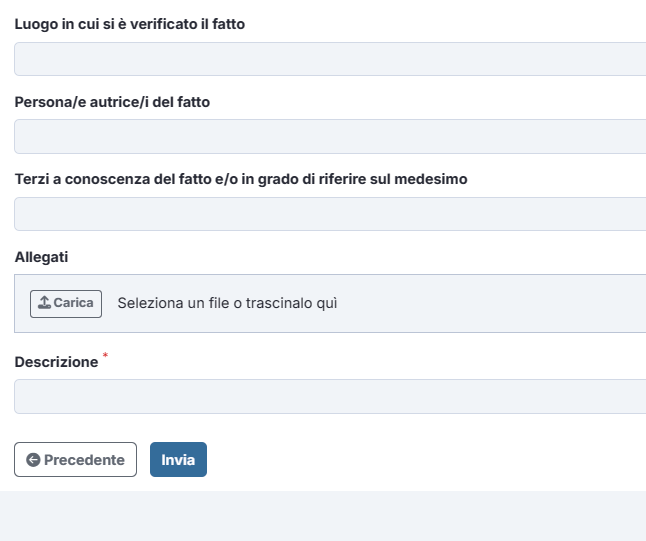 Luogo in cui si è verificato il fatto
Persona/e autrice/i del fatto
Terzi a conoscenza del fatto e/o in grado di riferire sul medesimo
Allegati
Carica Seleziona un file o trascinalo quì
Descrizione *
Precedente Invia